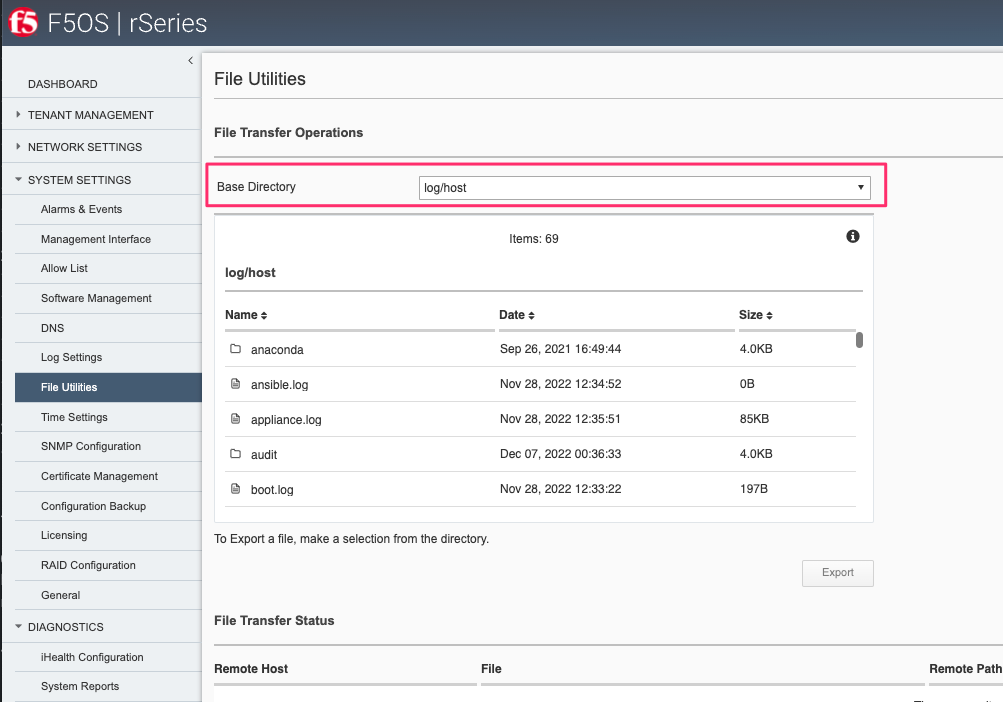 f5 F5OS | rSeries
DASHBOARD
TENANT MANAGEMENT
NETWORK SETTINGS
SYSTEM SETTINGS
Alarms & Events
Management Interface
Allow List
Software Management
DNS
Log Settings
File Utilities
Time Settings
SNMP Configuration
Certificate Management
Configuration Backup
Licensing
RAID Configuration
General
DIAGNOSTICS
iHealth Configuration
System Reports
File Utilities
File Transfer Operations
Base Directory log/host
Items: 69
log/host
Name Date Size
anaconda Sep 26, 2021 16:49:44 4.0KB
ansible.log Nov 28, 2022 12:34:52 0B
appliance.log Nov 28, 2022 12:35:51 85KB
audit Dec 07, 2022 00:36:33 4.0KB
boot.log Nov 28, 2022 12:33:22 197B
To Export a file, make a selection from the directory.
Export
File Transfer Status
Remote Host File Remote Path